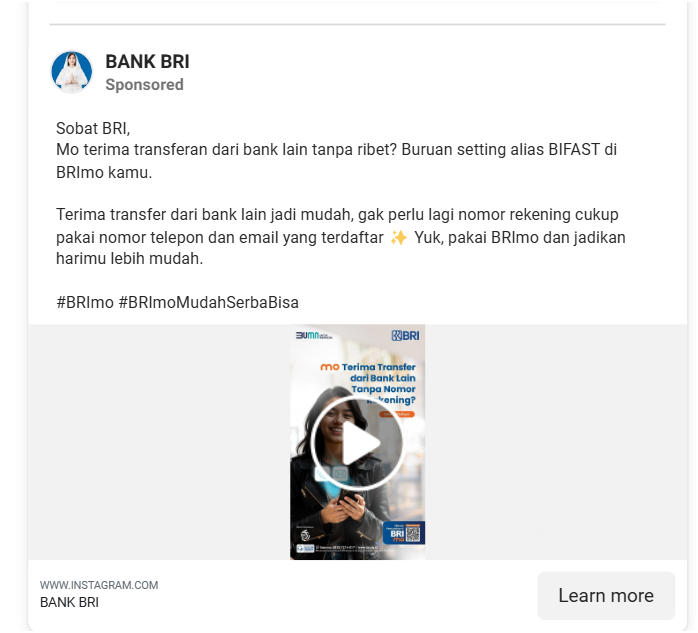 BANK BRI
Sponsored
Sobat BRI,
Mo terima transferan dari bank lain tanpa ribet? Buruan setting alias BIFAST di
BRImo kamu.
Terima transfer dari bank lain jadi mudah, gak perlu lagi nomor rekening cukup
pakai nomor telepon dan email yang terdaftar ✨ Yuk, pakai BRImo dan jadikan
harimu lebih mudah.
#BRImo #BRImoMudahSerbaBisa
BUMN
BRI
mo Terima Transfer
dari Bank Lain
Tanpa Nomor
Rekening?
BRI
mo
WWW.INSTAGRAM.COM
BANK BRI
Learn more